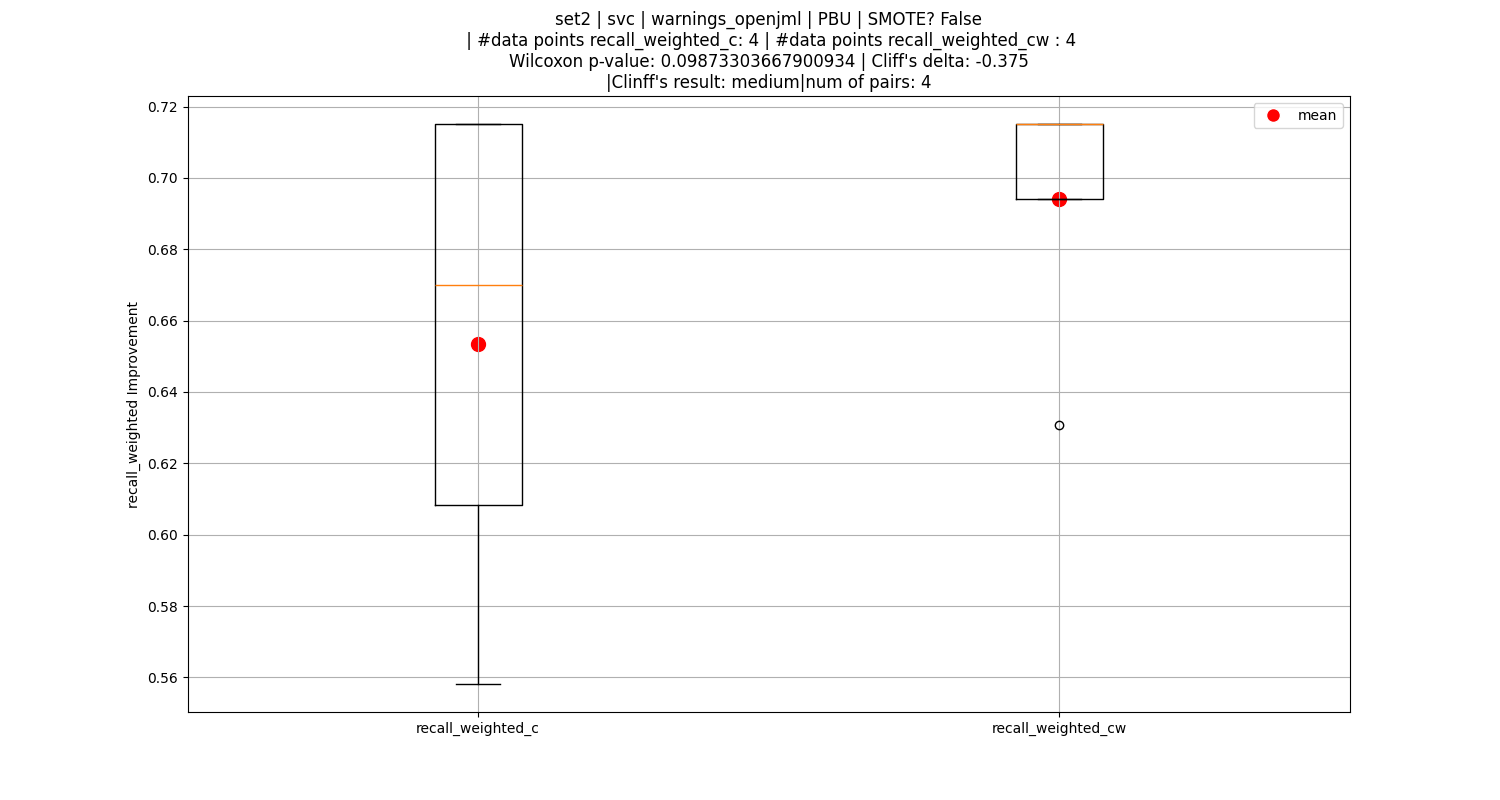 set2 | svc | warnings_openjml | PBU | SMOTE? False
| #data points recall_weighted_c: 4 | #data points recall_weighted_cw : 4
Wilcoxon p-value: 0.09873303667900934 | Cliff's delta: -0.375
|Clinff's result: medium|num of pairs: 4
mean
0.72
0.70
0.68
0.66
0.64
0.62
0.60
0.58
0.56
recall_weighted Improvement
recall_weighted_c
recall_weighted_cw